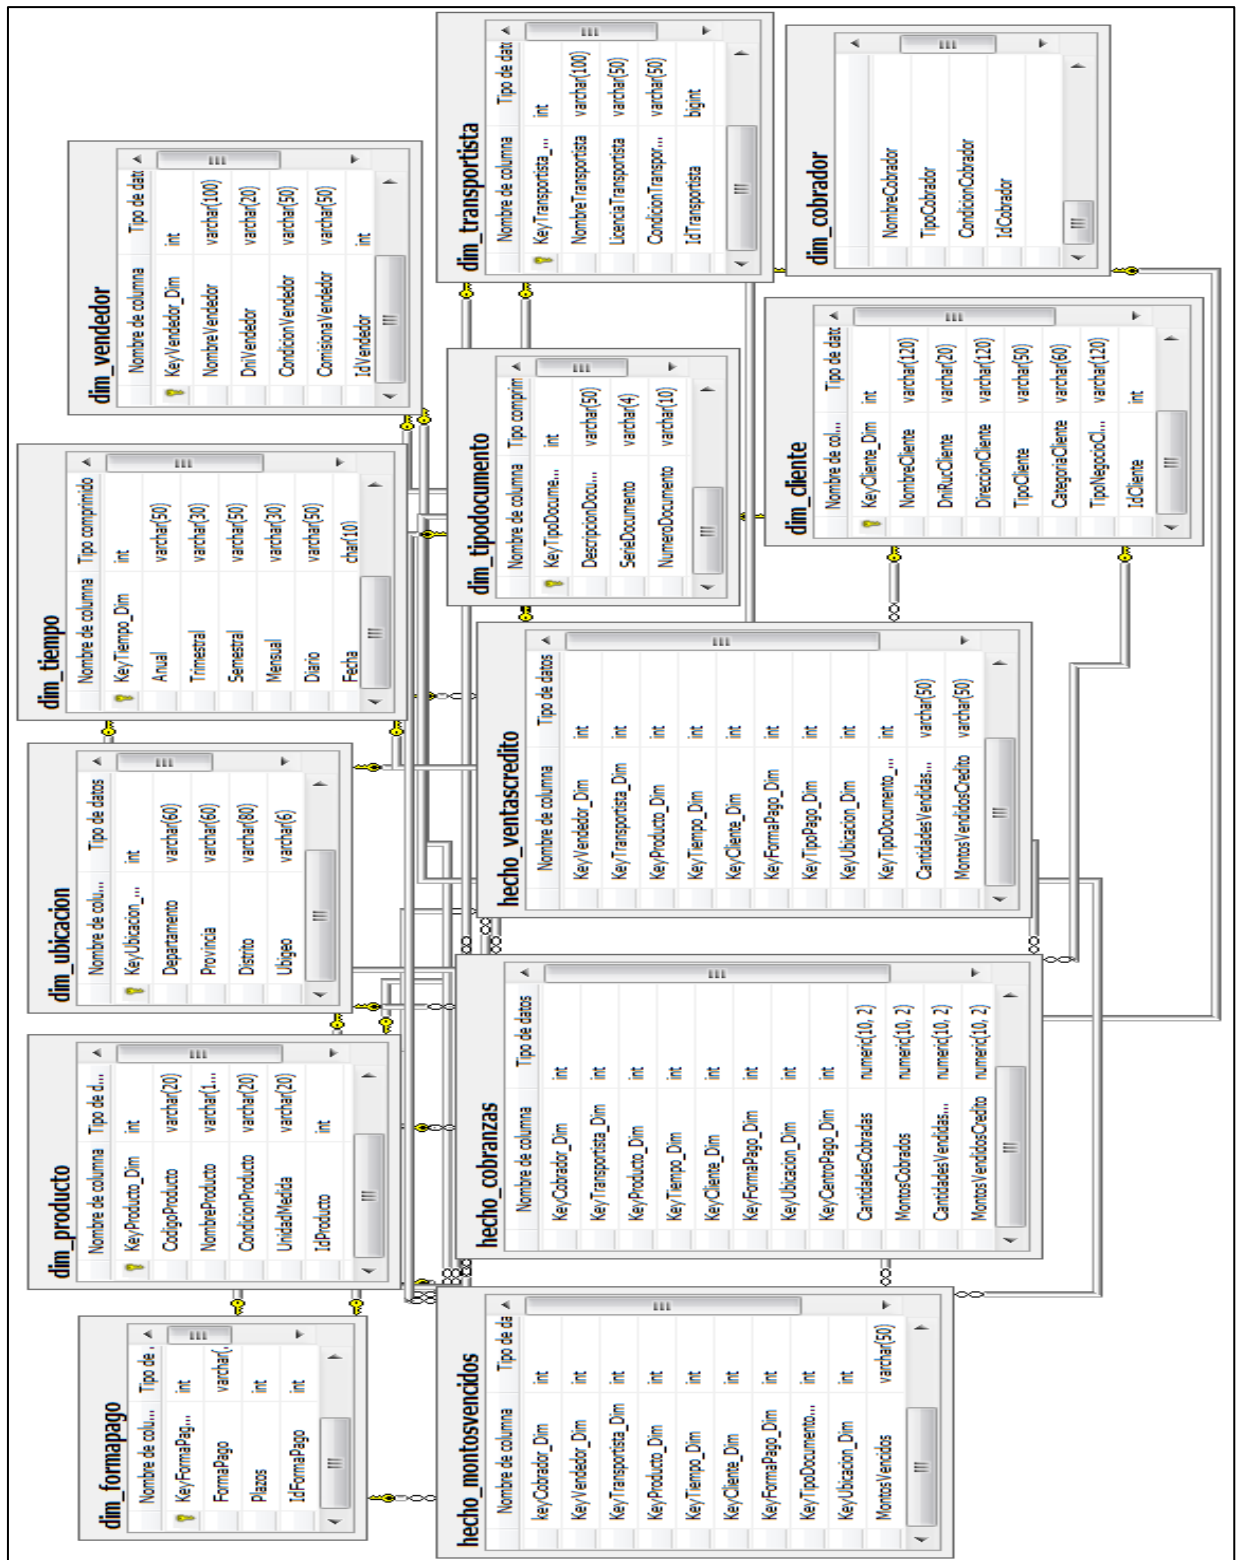 dim_formapago
Nombre de colu... Tipo de .
KeyFormaPag... int
FormaPago varchar(.
Plazos int
IdFormaPago int
dim_producto
Nombre de columna Tipo de d...
KeyProducto_Dim int
CodigoProducto varchar(20)
NombreProducto varchar(1...
CondicionProducto varchar(20)
UnidadMedida varchar(20)
IdProducto int
dim_ubicacion
Nombre de colu... Tipo de datos
KeyUbicacion_... int
Departamento varchar(60)
Provincia varchar(60)
Distrito varchar(80)
Ubigeo varchar(6)
dim_tiempo
Nombre de columna Tipo comprimido
KeyTiempo_Dim int
Anual varchar(50)
Trimestral varchar(30)
Semestral varchar(50)
Mensual varchar(30)
Diario varchar(50)
Fecha char(10)
dim_vendedor
Nombre de columna Tipo de datc
KeyVendedor_Dim int
NombreVendedor varchar(100)
DniVendedor varchar(20)
CondicionVendedor varchar(50)
ComisionaVendedor varchar(50)
IdVendedor int
hecho_montosvencidos
Nombre de columna Tipo de da
keyCobrador_Dim int
KeyVendedor_Dim int
KeyTransportista_Dim int
KeyProducto_Dim int
KeyTiempo_Dim int
KeyCliente_Dim int
KeyFormaPago_Dim int
KeyTipoDocumento... int
KeyUbicacion_Dim int
MontosVencidos varchar(50)
hecho_cobranzas
Nombre de columna Tipo de datos
KeyCobrador_Dim int
KeyTransportista_Dim int
KeyProducto_Dim int
KeyTiempo_Dim int
KeyCliente_Dim int
KeyFormaPago_Dim int
KeyUbicacion_Dim int
KeyCentroPago_Dim int
CantidadesCobradas numeric(10, 2)
MontosCobrados numeric(10, 2)
CantidadesVendidas... numeric(10, 2)
MontosVendidosCredito numeric(10, 2)
hecho_ventascredito
Nombre de columna Tipo de datos
KeyVendedor_Dim int
KeyTransportista_Dim int
KeyProducto_Dim int
KeyTiempo_Dim int
KeyCliente_Dim int
KeyFormaPago_Dim int
KeyTipoPago_Dim int
KeyUbicacion_Dim int
KeyTipoDocumento_... int
CantidadesVendidas... varchar(50)
MontosVendidosCredito varchar(50)
dim_tipodocumento
Nombre de columna Tipo comprim
KeyTipoDocume... int
DescripcionDocu... varchar(50)
SerieDocumento varchar(4)
NumeroDocumento varchar(10)
dim_transportista
Nombre de columna Tipo de datc
KeyTransportista_... int
NombreTransportista varchar(100)
LicenciaTransportista varchar(50)
CondicionTranspor... varchar(50)
IdTransportista bigint
dim_cliente
Nombre de col... Tipo de datc
KeyCliente_Dim int
NombreCliente varchar(120)
DniRucCliente varchar(20)
DireccionCliente varchar(120)
TipoCliente varchar(50)
CategoriaCliente varchar(60)
TipoNegocioCl... varchar(120)
IdCliente int
dim_cobrador
NombreCobrador
TipoCobrador
CondicionCobrador
IdCobrador